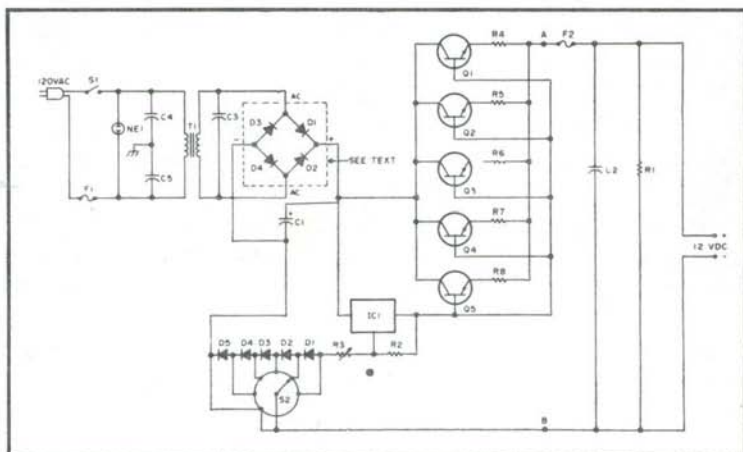 120VAC
S1
F1
NE1
C4
C5
T1
C3
AC
D3
D1
D4
D2
AC
-
+
SEE TEXT
+
C1
Q1
Q2
Q3
Q4
Q5
R4
R5
R6
R7
R8
A
F2
L2
R1
+
12 VDC
-
IC1
D5
D4
D3
D2
D1
R3
R2
S2
B